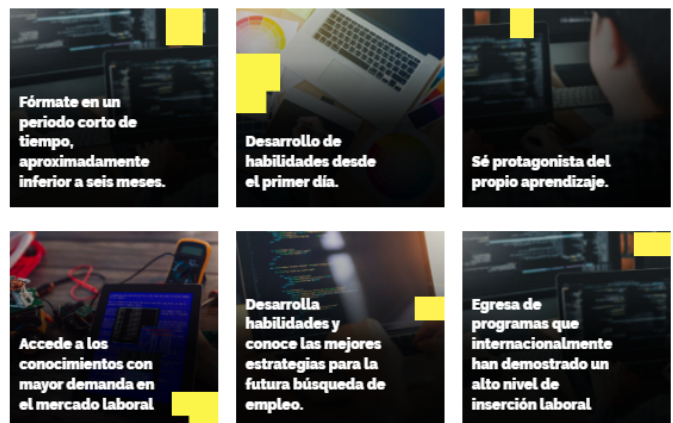 Fórmate en un
periodo corto de
tiempo,
aproximadamente
inferior a seis meses.
Desarrollo de
habilidades desde
el primer día.
Sé protagonista del
propio aprendizaje.
Accede a los
conocimientos con
mayor demanda en
el mercado laboral
Desarrolla
habilidades y
conoce las mejores
estrategias para la
futura búsqueda de
empleo.
Egresa de
programas que
internacionalmente
han demostrado un
alto nivel de
inserción laboral